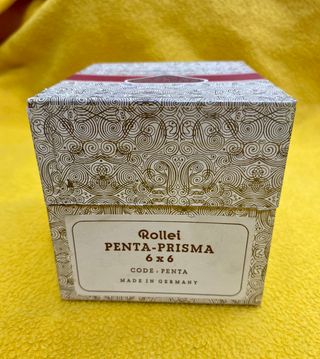 Rollei
PENTA-PRISMA
6 x 6
CODE: PENTA
MADE IN GERMANY